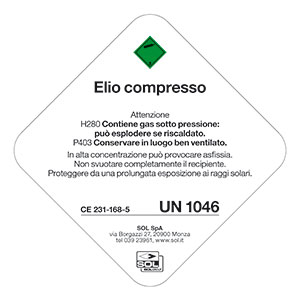 Elio compresso
Attenzione
H280 Contiene gas sotto pressione:
può esplodere se riscaldato.
P403 Conservare in luogo ben ventilato.
In alta concentrazione può provocare asfissia.
Non svuotare completamente il recipiente.
Proteggere da una prolungata esposizione ai raggi solari.
CE 231-168-5 UN 1046
SOL SpA
via Borgazzi 27, 20900 Monza
tel 039 23961, www.sol.it
SOL